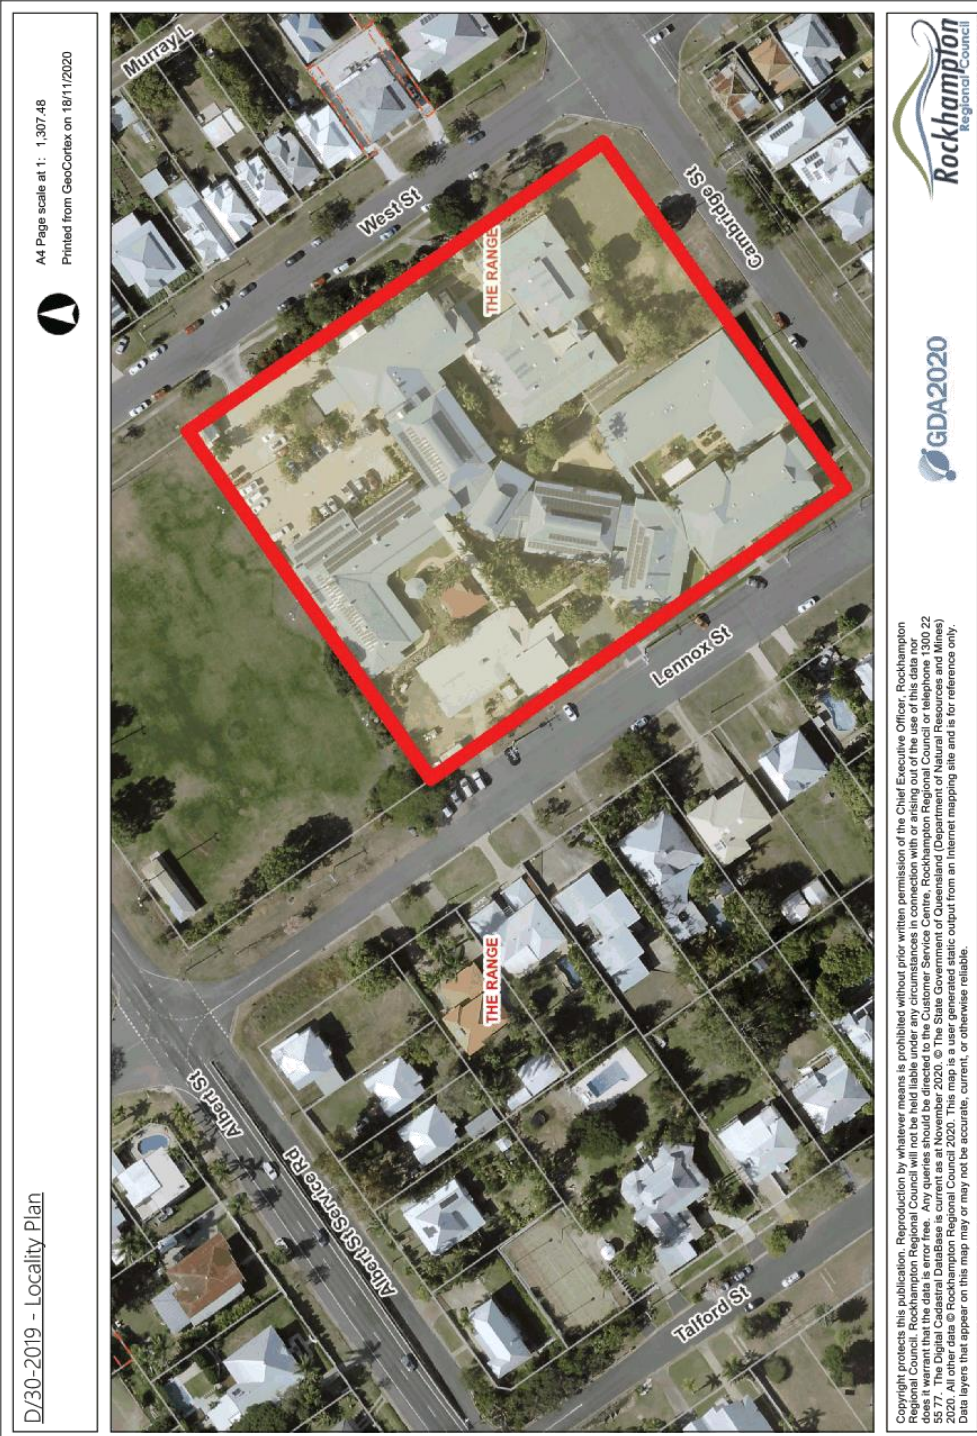 D/30-2019 - Locality Plan
A4 Page scale at 1: 1,307.48
Printed from GeoCortex on 18/11/2020
Murray L
West St
THE RANGE
Cambridge St
Lennox St
THE RANGE
Albert St
Albert St Service Rd
Talford St
Copyright protects this publication. Reproduction by whatever means is prohibited without prior written permission of the Chief Executive Officer, Rockhampton
Regional Council. Rockhampton Regional Council will not be held liable under any circumstances in connection with or arising out of the use of this data nor
does it warrant that the data is error free. Any queries should be directed to the Customer Service Centre, Rockhampton Regional Council or telephone 1300 22
55 77. The Digital Cadastral DataBase is current as at November 2020. © The State Government of Queensland (Department of Natural Resources and Mines)
2020. All other data © Rockhampton Regional Council 2020. This map is a user generated static output from an Internet mapping site and is for reference only.
Data layers that appear on this map may or may not be accurate, current, or otherwise reliable.
GDA2020
Rockhampton
Regional Council